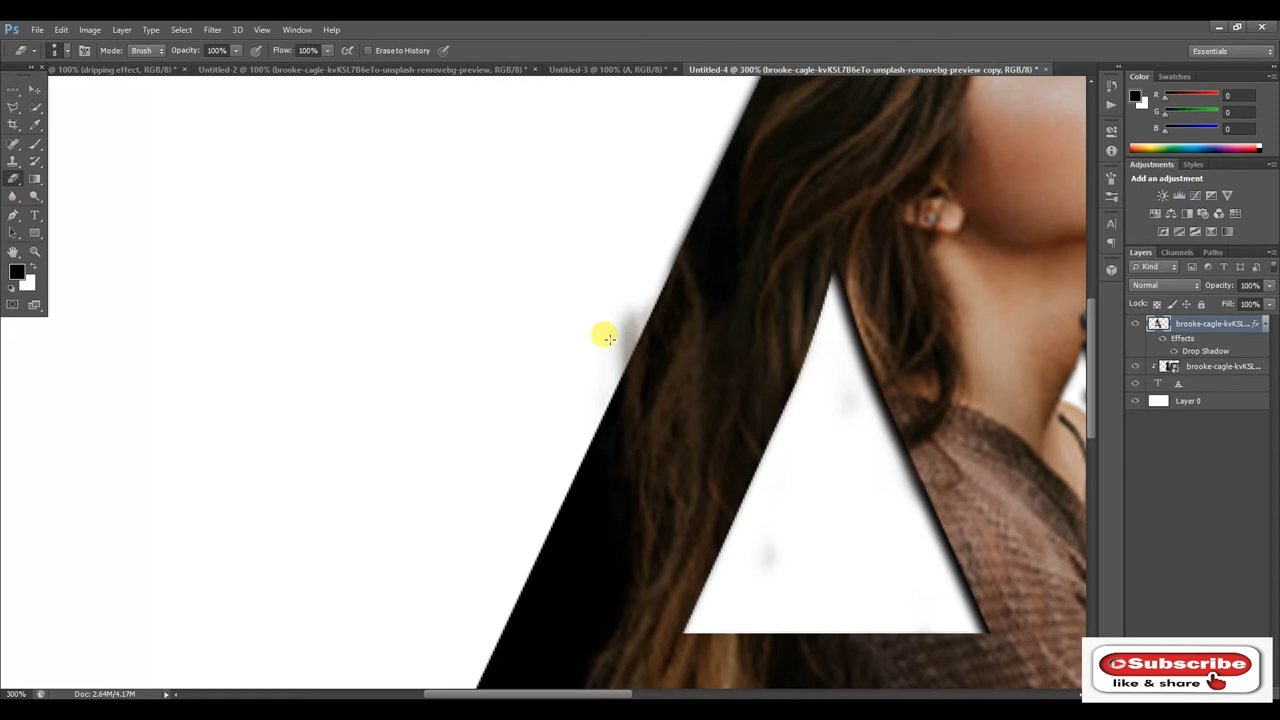 Ps File Edit Image Layer Type Select Filter 3D View Window Help
8 Mode: Brush Opacity: 100% Flow: 100% Erase to History Essentials
@ 100% (dripping effect, RGB/8) * × Untitled-2 @ 100% (brooke-cagle-kvKSL7B6eTo-unsplash-removebg-preview, RGB/8) * × Untitled-3 @ 100% (A, RGB/8) * × Untitled-4 @ 300% (brooke-cagle-kvKSL7B6eTo-unsplash-removebg-preview copy, RGB/8) * ×
Color Swatches
R 0
G 0
B 0
Adjustments Styles
Add an adjustment
Layers Channels Paths
Kind
Normal Opacity: 100%
Lock: Fill: 100%
brooke-cagle-kvKSL... fx
Effects
Drop Shadow
brooke-cagle-kvKSL...
T A
Layer 0
Subscribe
like & share
300% Doc: 2.64M/4.17M